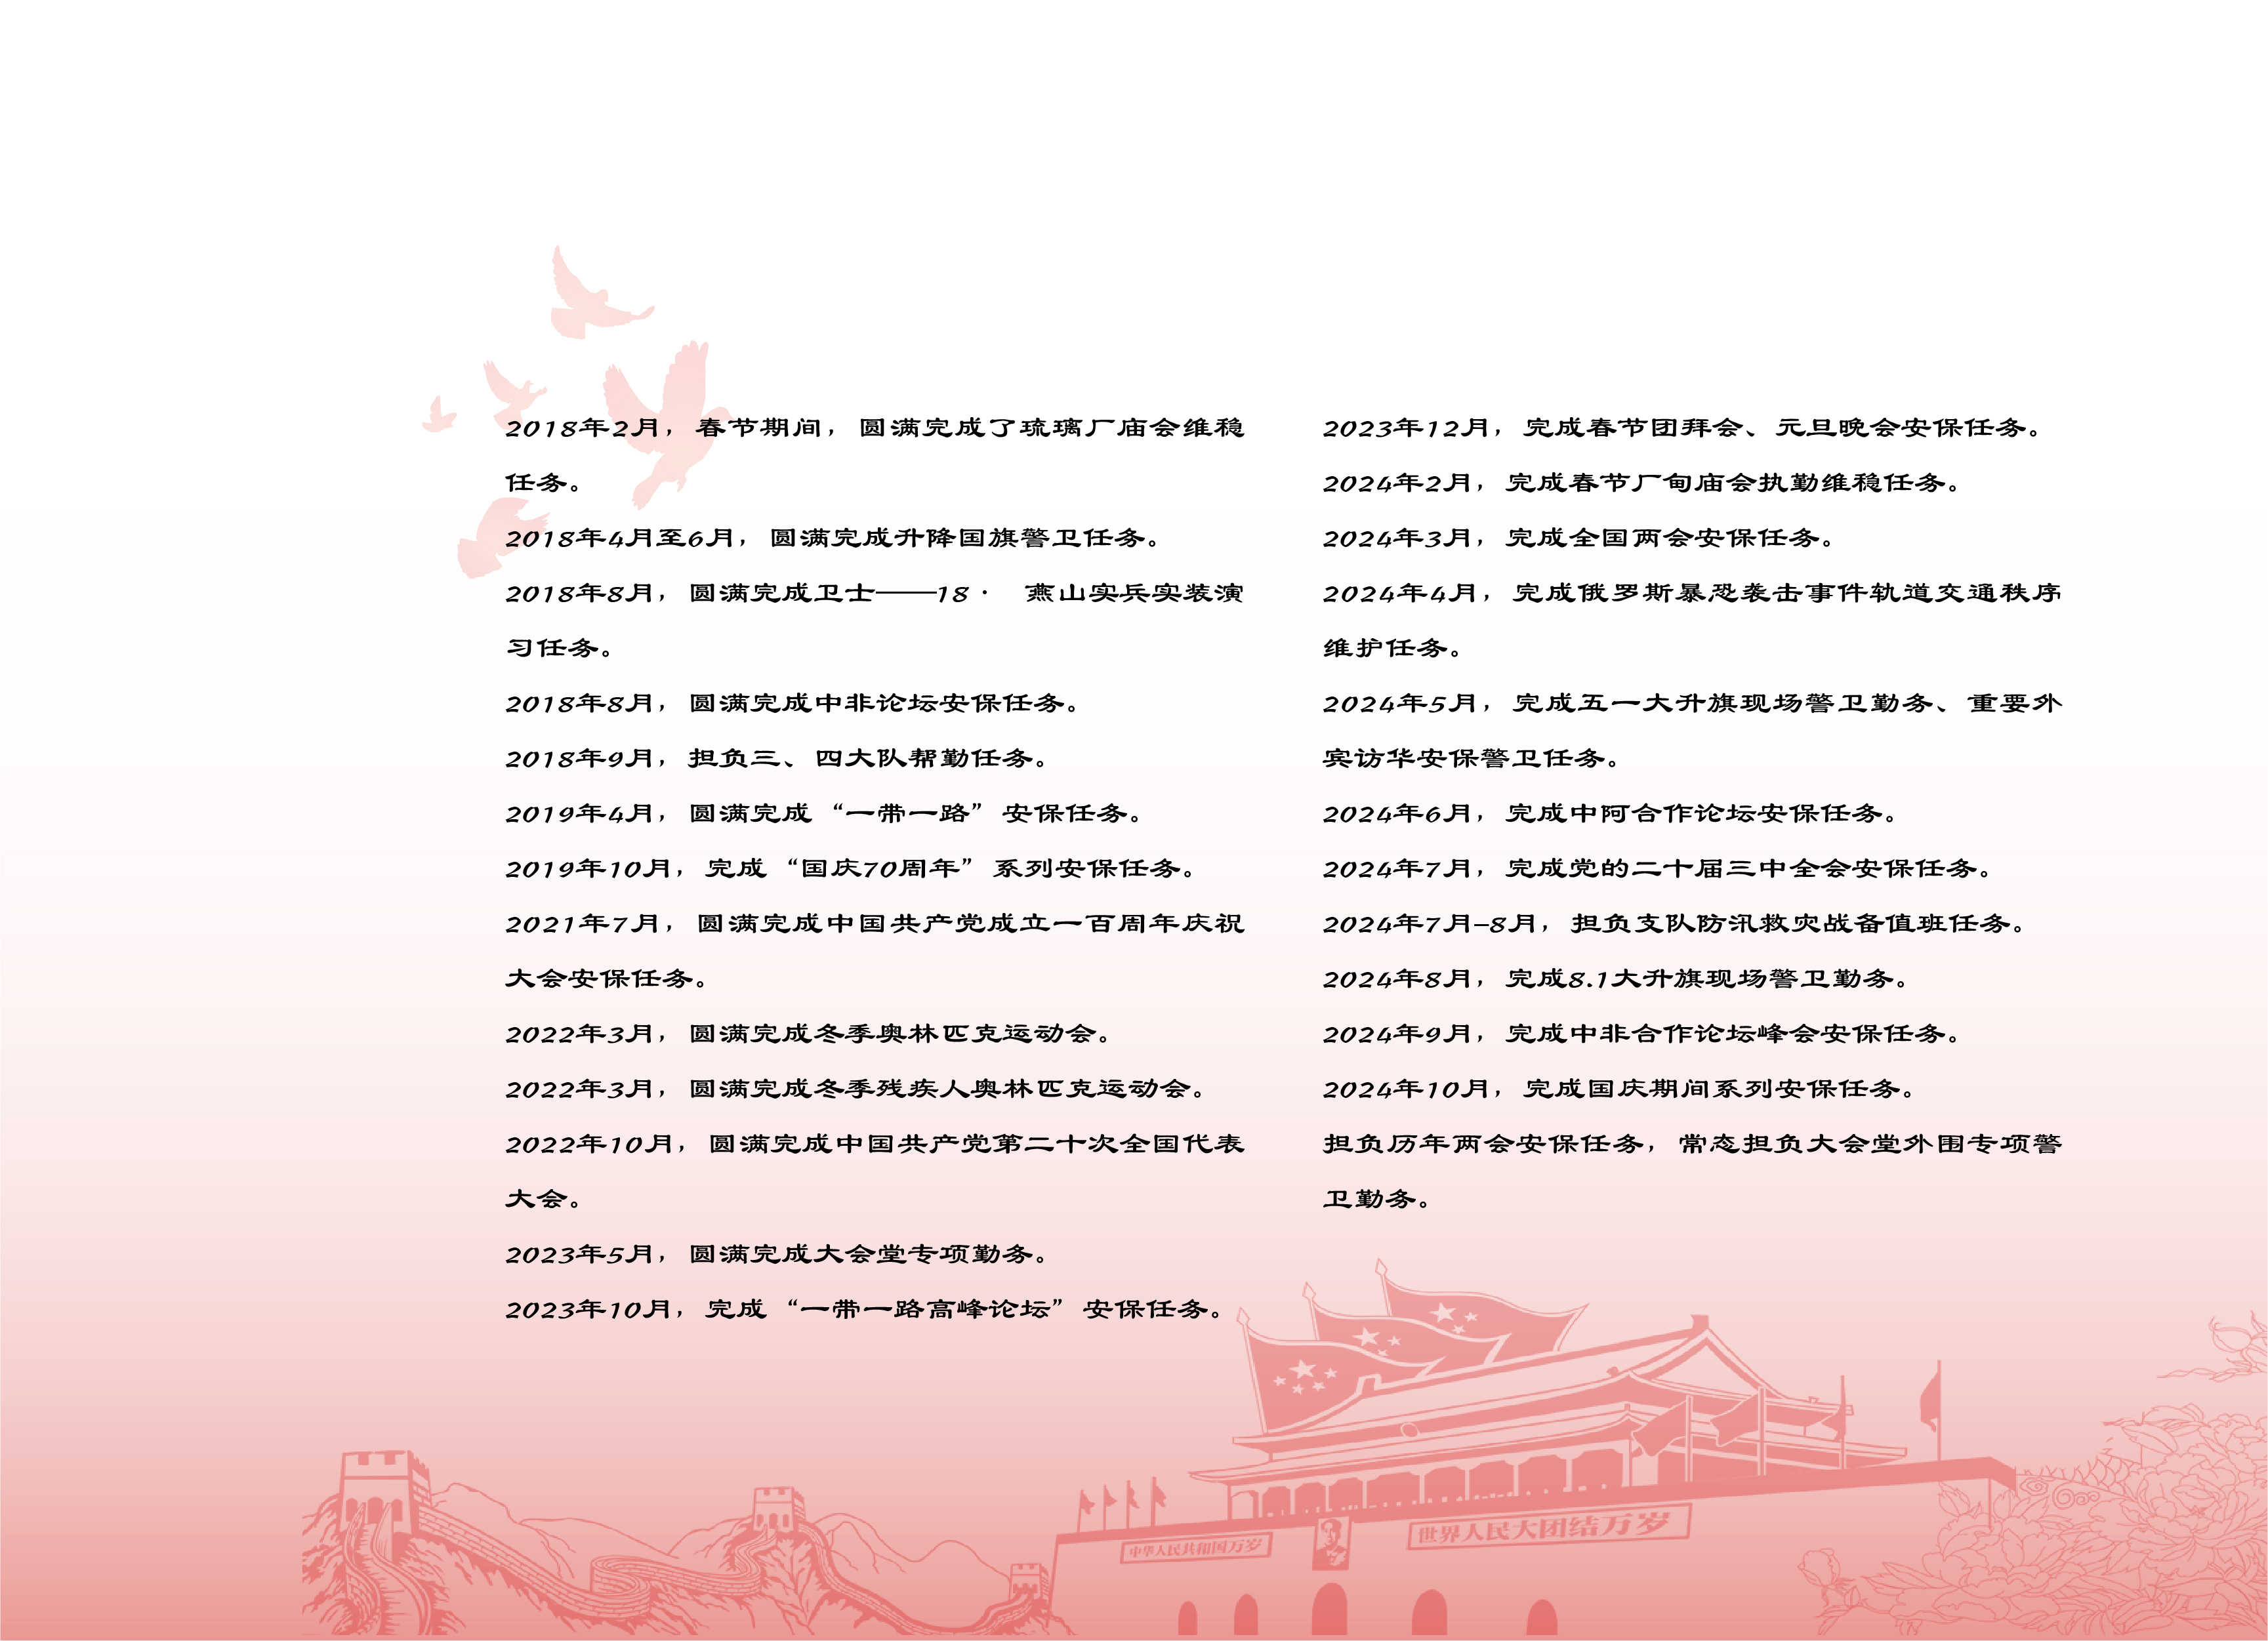 2018年2月，春节期间，圆满完成了琉璃厂庙会维稳
任务。
2018年4月至6月，圆满完成升降国旗警卫任务。
2018年8月，圆满完成卫士——18· 燕山实兵实装演
习任务。
2018年8月，圆满完成中非论坛安保任务。
2018年9月，担负三、四大队帮勤任务。
2019年4月，圆满完成“一带一路”安保任务。
2019年10月，完成“国庆70周年”系列安保任务。
2021年7月，圆满完成中国共产党成立一百周年庆祝
大会安保任务。
2022年3月，圆满完成冬季奥林匹克运动会。
2022年3月，圆满完成冬季残疾人奥林匹克运动会。
2022年10月，圆满完成中国共产党第二十次全国代表
大会。
2023年5月，圆满完成大会堂专项勤务。
2023年10月，完成“一带一路高峰论坛”安保任务。
2023年12月，完成春节团拜会、元旦晚会安保任务。
2024年2月，完成春节厂甸庙会执勤维稳任务。
2024年3月，完成全国两会安保任务。
2024年4月，完成俄罗斯暴恐袭击事件轨道交通秩序
维护任务。
2024年5月，完成五一大升旗现场警卫勤务、重要外
宾访华安保警卫任务。
2024年6月，完成中阿合作论坛安保任务。
2024年7月，完成党的二十届三中全会安保任务。
2024年7月-8月，担负支队防汛救灾战备值班任务。
2024年8月，完成8.1大升旗现场警卫勤务。
2024年9月，完成中非合作论坛峰会安保任务。
2024年10月，完成国庆期间系列安保任务。
担负历年两会安保任务，常态担负大会堂外围专项警
卫勤务。
中华人民共和国万岁
世界人民大团结万岁